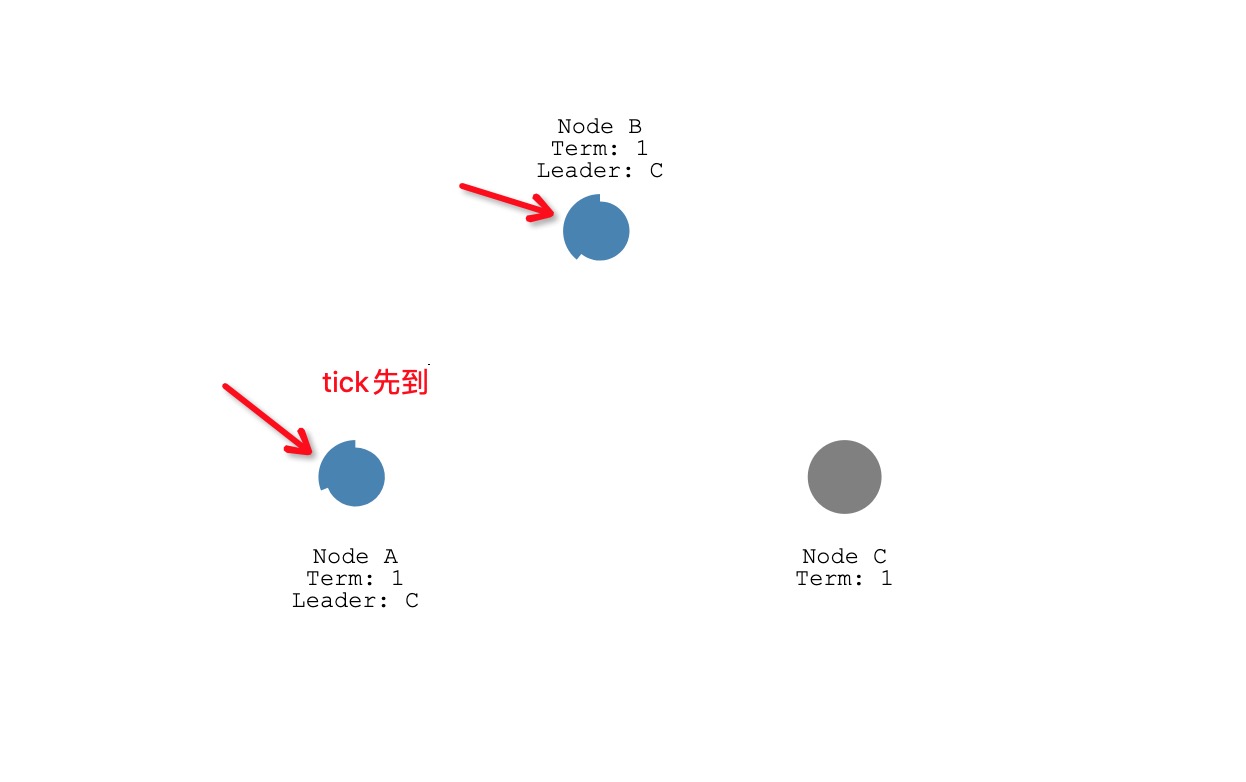 Node B
Term: 1
Leader: C
tick先到
Node A
Term: 1
Leader: C
Node C
Term: 1